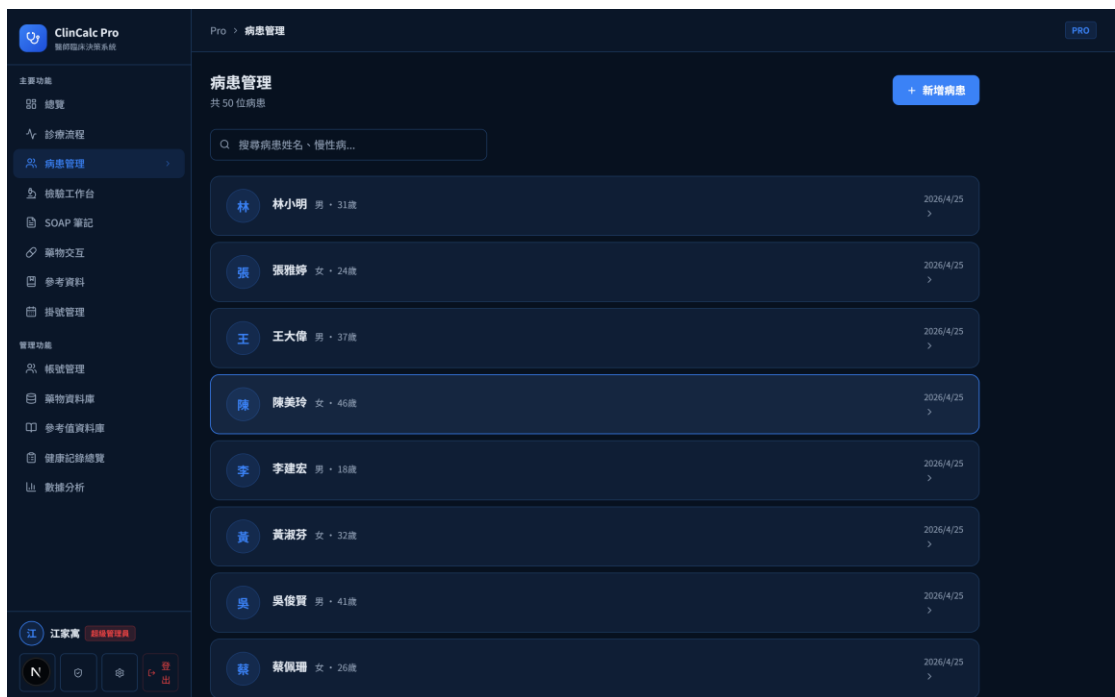 ClinCalc Pro
醫師臨床決策系統
主要功能
總覽
診療流程
病患管理
檢驗工作台
SOAP 筆記
藥物交互
參考資料
掛號管理
管理功能
帳號管理
藥物資料庫
參考值資料庫
健康記錄總覽
數據分析
江
江家寓
超級管理員
N
登出
Pro > 病患管理
PRO
病患管理
共 50 位病患
+ 新增病患
搜尋病患姓名、慢性病...
林 林小明 男・31歲 2026/4/25
張 張雅婷 女・24歲 2026/4/25
王 王大偉 男・37歲 2026/4/25
陳 陳美玲 女・46歲 2026/4/25
李 李建宏 男・18歲 2026/4/25
黃 黃淑芬 女・32歲 2026/4/25
吳 吳俊賢 男・41歲 2026/4/25
蔡 蔡佩珊 女・26歲 2026/4/25